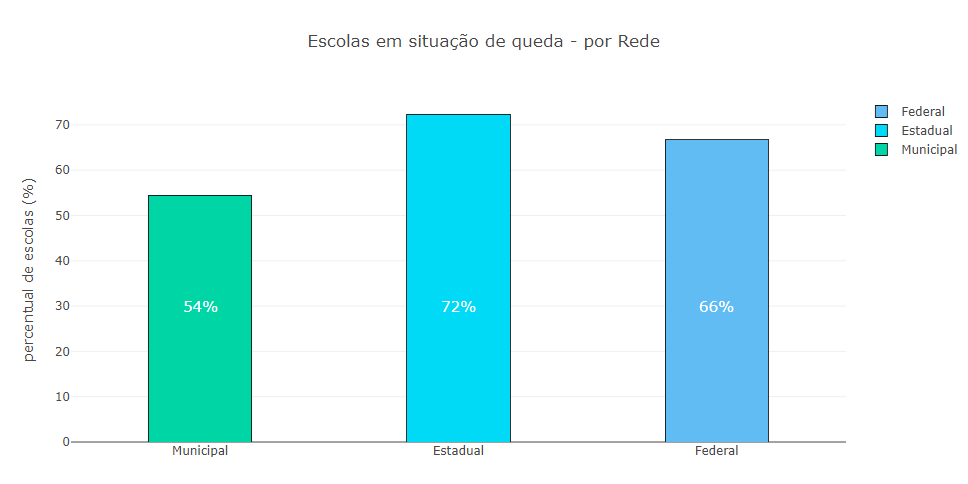 Escolas em situação de queda - por Rede
percentual de escolas (%)
70
60
50
40
30
20
10
0
54%
72%
66%
Municipal
Estadual
Federal
Federal
Estadual
Municipal